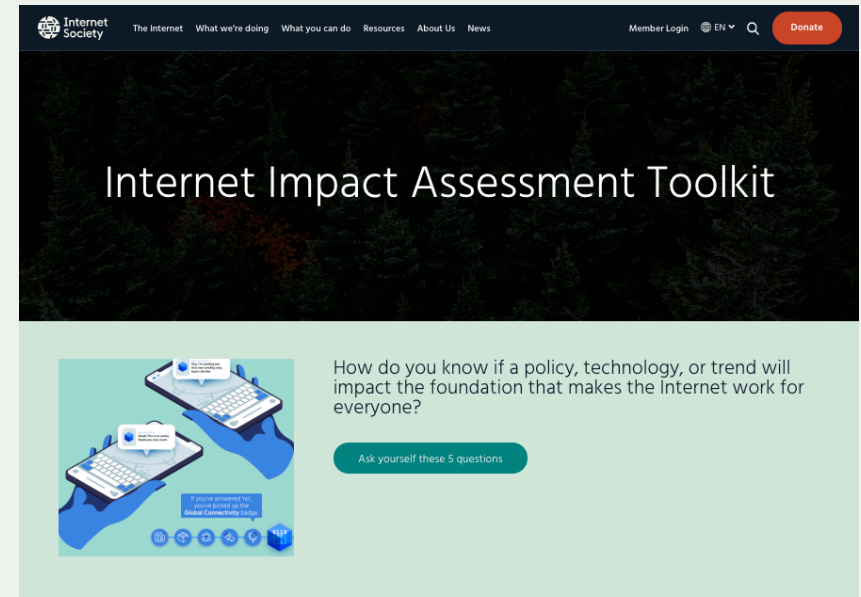 Internet Society
The Internet What we're doing What you can do Resources About Us News Member Login EN Donate
Internet Impact Assessment Toolkit
How do you know if a policy, technology, or trend will
impact the foundation that makes the Internet work for
everyone?
Ask yourself these 5 questions
If you've answered 'no',
you've picked up the
Global Connectivity badge.